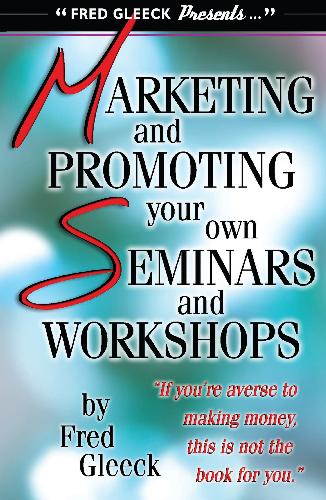 “ FRED GLEECK Presents ... ”
MARKETING
and
PROMOTING
your
own
SEMINARS
and
WORKSHOPS
by
Fred
Gleeck
"If you're averse to
making money,
this is not the
book for you."